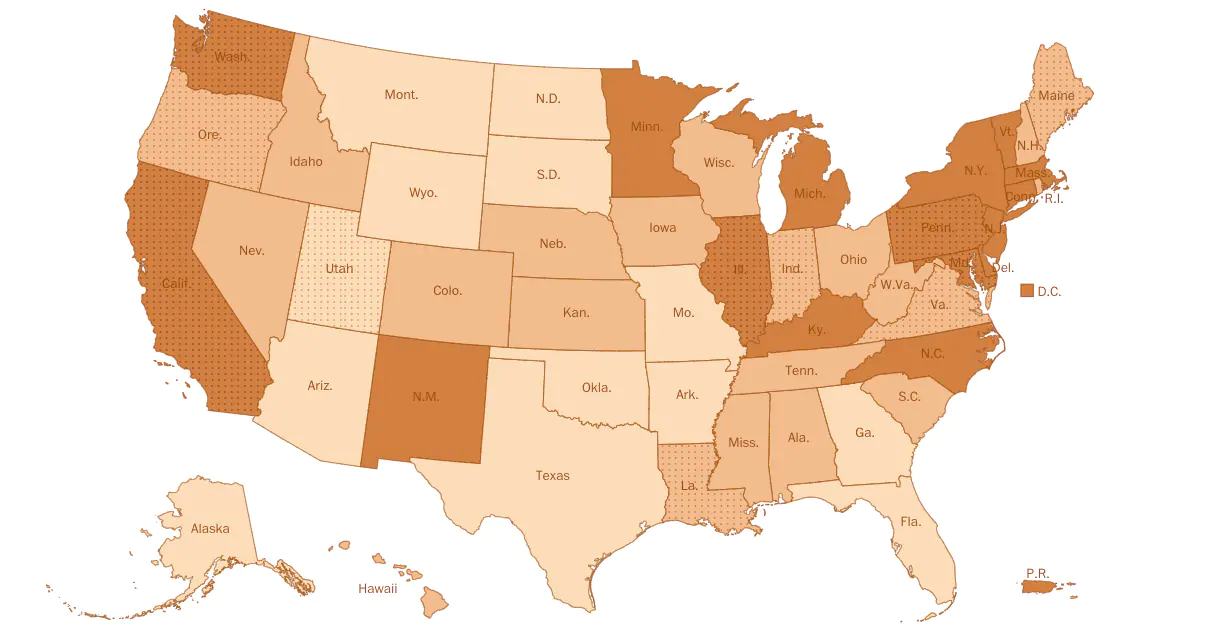 Wash.
Mont.
N.D.
Maine
Minn.
Ore.
Vt.
N.H.
Idaho
Wisc.
N.Y.
Mass.
S.D.
Wyo.
Mich.
Conn.
R.I.
Iowa
Penn.
N.J.
Neb.
Nev.
Ohio
Md.
Del.
Utah
Ill.
Ind.
Calif.
W.Va.
Colo.
D.C.
Va.
Kan.
Mo.
Ky.
N.C.
Tenn.
Ariz.
Okla.
Ark.
N.M.
S.C.
Ga.
Ala.
Miss.
Texas
La.
Fla.
Alaska
P.R.
Hawaii